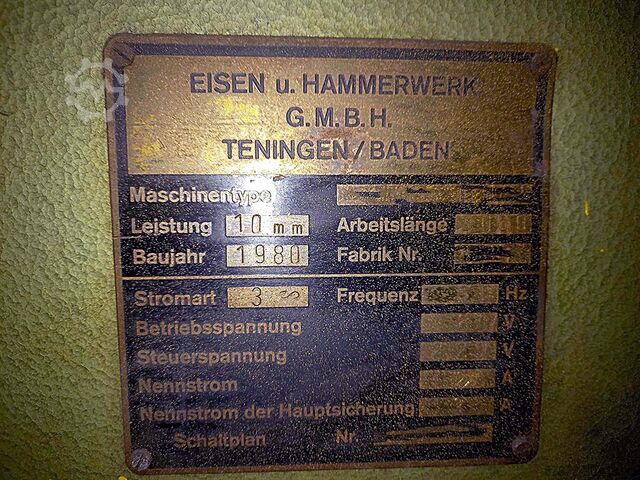 EISEN u. HAMMERWERK
G.M.B.H.
TENINGEN/BADEN
Maschinentype
Leistung 10 mm Arbeitslänge
Baujahr 1980 Fabrik Nr.
Stromart 3 ~ Frequenz Hz
Betriebsspannung V
Steuerspannung V
Nennstrom A
Nennstrom der Hauptsicherung A
Schaltplan Nr.